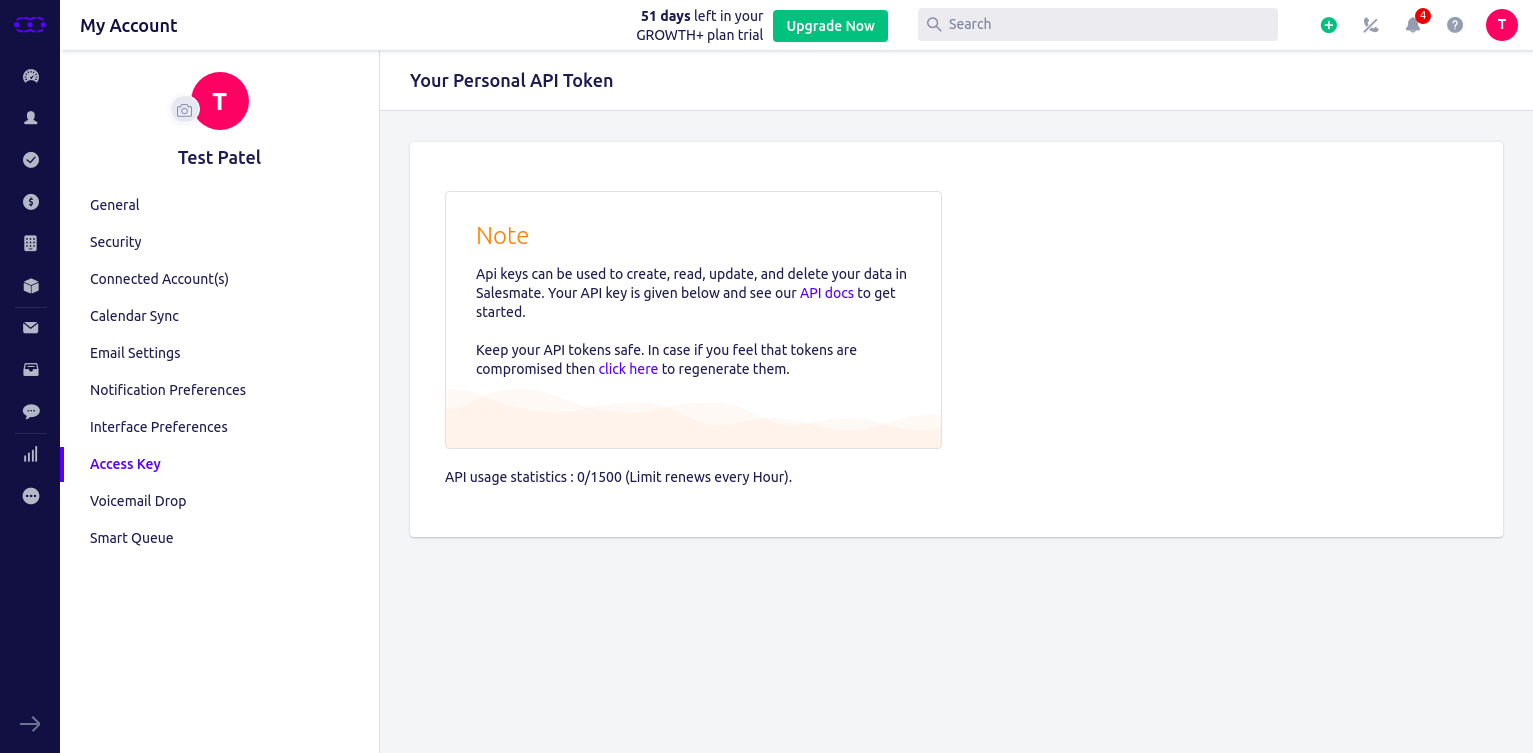 My Account
51 days left in your
GROWTH+ plan trial
Upgrade Now
Search
4
T
T
Test Patel
General
Security
Connected Account(s)
Calendar Sync
Email Settings
Notification Preferences
Interface Preferences
Access Key
Voicemail Drop
Smart Queue
Your Personal API Token
Note
Api keys can be used to create, read, update, and delete your data in
Salesmate. Your API key is given below and see our API docs to get
started.
Keep your API tokens safe. In case if you feel that tokens are
compromised then click here to regenerate them.
API usage statistics : 0/1500 (Limit renews every Hour).